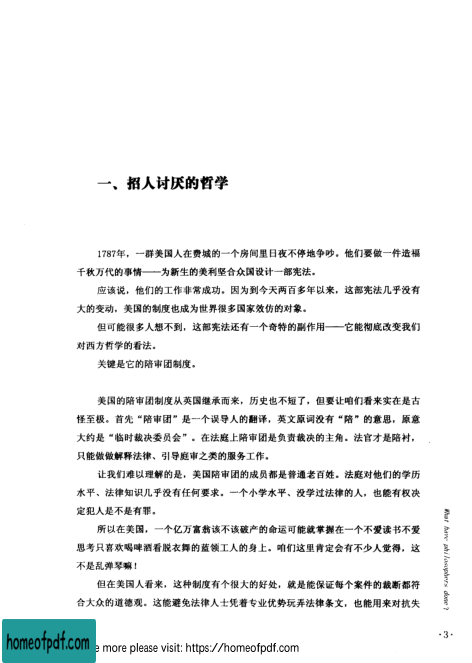 一、招人讨厌的哲学
1787年，一群美国人在费城的一个房间里日夜不停地争吵。他们要做一件造福
千秋万代的事情——为新生的美利坚合众国设计一部宪法。
应该说，他们的工作非常成功。因为到今天两百多年以来，这部宪法几乎没有
大的变动，美国的制度也成为世界很多国家效仿的对象。
但可能很多人想不到，这部宪法还有一个奇特的副作用——它能彻底改变我们
对西方哲学的看法。
关键是它的陪审团制度。
美国的陪审团制度从英国继承而来，历史也不短了，但要让咱们看来实在是古
怪至极。首先“陪审团”是一个误导人的翻译，英文原词没有“陪”的意思，原意
大约是“临时裁决委员会”。在法庭上陪审团是负责裁决的主角。法官才是陪衬，
只能做做解释法律、引导庭审之类的服务工作。
让我们难以理解的是，美国陪审团的成员都是普通老百姓。法庭对他们的学历
水平、法律知识几乎没有任何要求。一个小学水平、没学过法律的人，也能有权决
定犯人是不是有罪。
所以在美国，一个亿万富翁该不该破产的命运可能就掌握在一个不爱读书不爱
思考只喜欢喝啤酒看脱衣舞的蓝领工人的身上。咱们这里肯定会有不少人觉得，这
不是乱弹琴嘛！
但在美国人看来，这种制度有个很大的好处，就是能保证每个案件的裁断都符
合大众的道德观。这能避免法律人士凭着专业优势玩弄法律条文，也能用来对抗失
What have philosophers done?
·3·
homeofpdf.com
e more please visit: https://homeofpdf.com